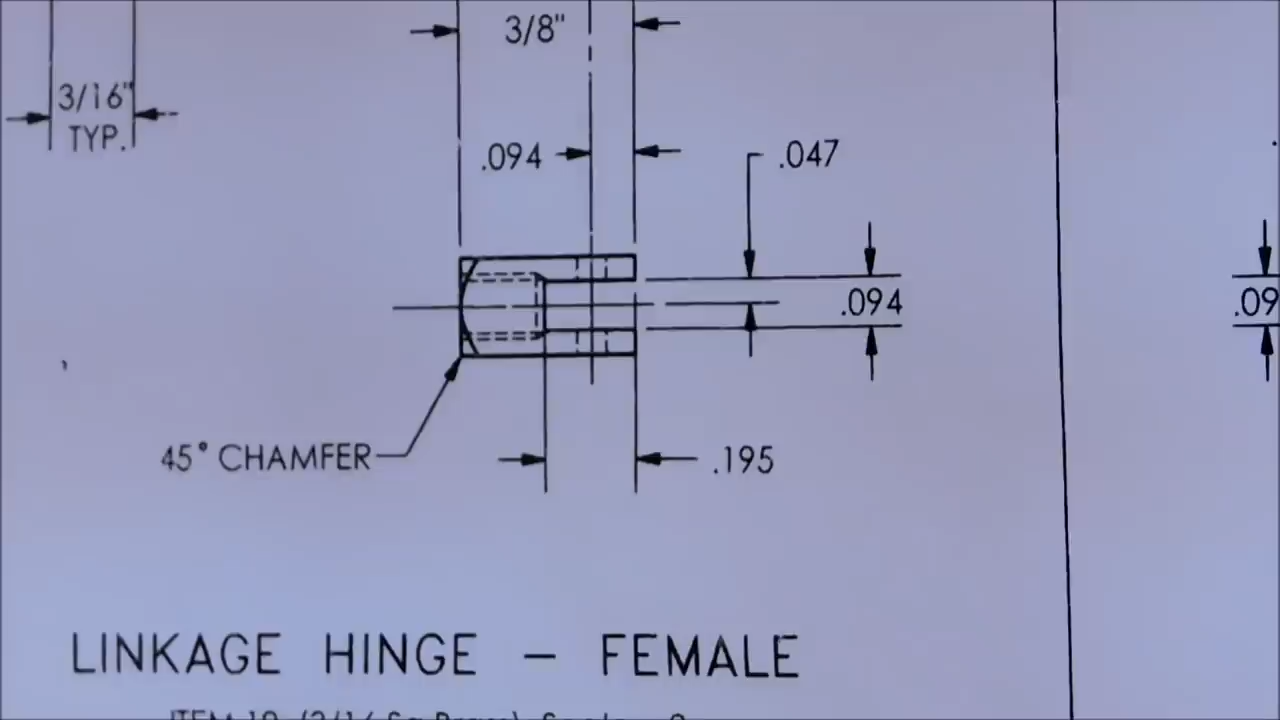 3/8"
3/16"
TYP.
.094
.047
.094
.09
45° CHAMFER
.195
LINKAGE HINGE - FEMALE